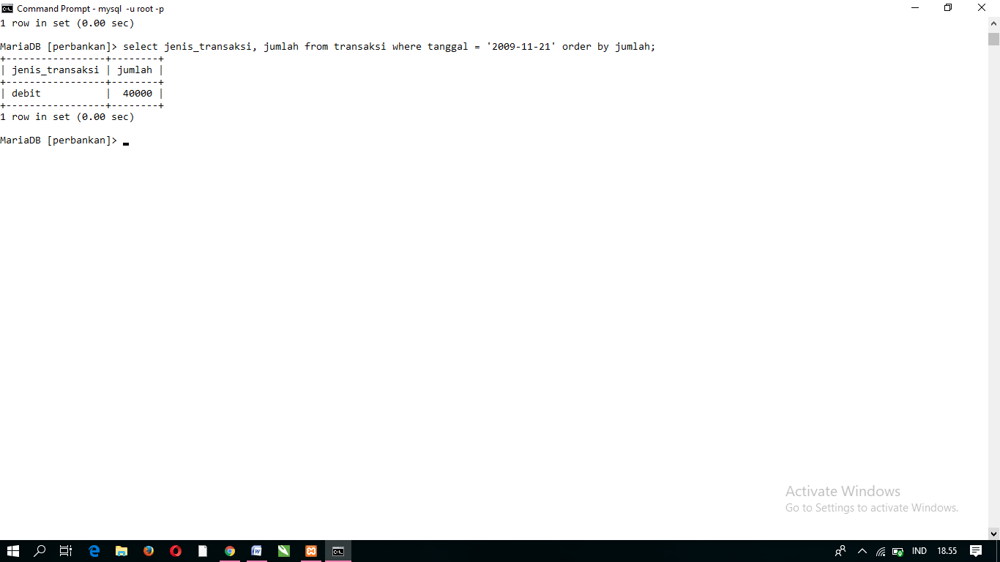 Command Prompt - mysql -u root -p
1 row in set (0.00 sec)
MariaDB [perbankan]> select jenis_transaksi, jumlah from transaksi where tanggal = '2009-11-21' order by jumlah;
+-----------------+--------+
| jenis_transaksi | jumlah |
+-----------------+--------+
| debit           |  40000 |
+-----------------+--------+
1 row in set (0.00 sec)
MariaDB [perbankan]>
Activate Windows
Go to Settings to activate Windows.
IND 18.55